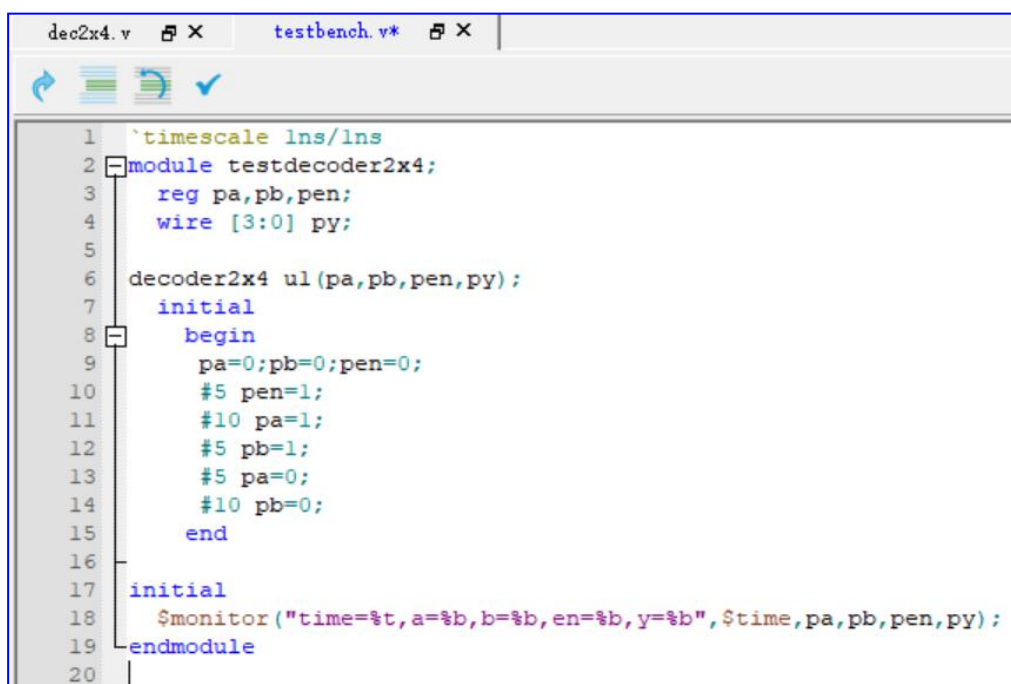 dec2x4.v testbench.v*
1 `timescale 1ns/1ns
2 module testdecoder2x4;
3 reg pa,pb,pen;
4 wire [3:0] py;
5
6 decoder2x4 u1(pa,pb,pen,py);
7 initial
8 begin
9 pa=0;pb=0;pen=0;
10 #5 pen=1;
11 #10 pa=1;
12 #5 pb=1;
13 #5 pa=0;
14 #10 pb=0;
15 end
16
17 initial
18 $monitor("time=%t,a=%b,b=%b,en=%b,y=%b",$time,pa,pb,pen,py);
19 endmodule
20